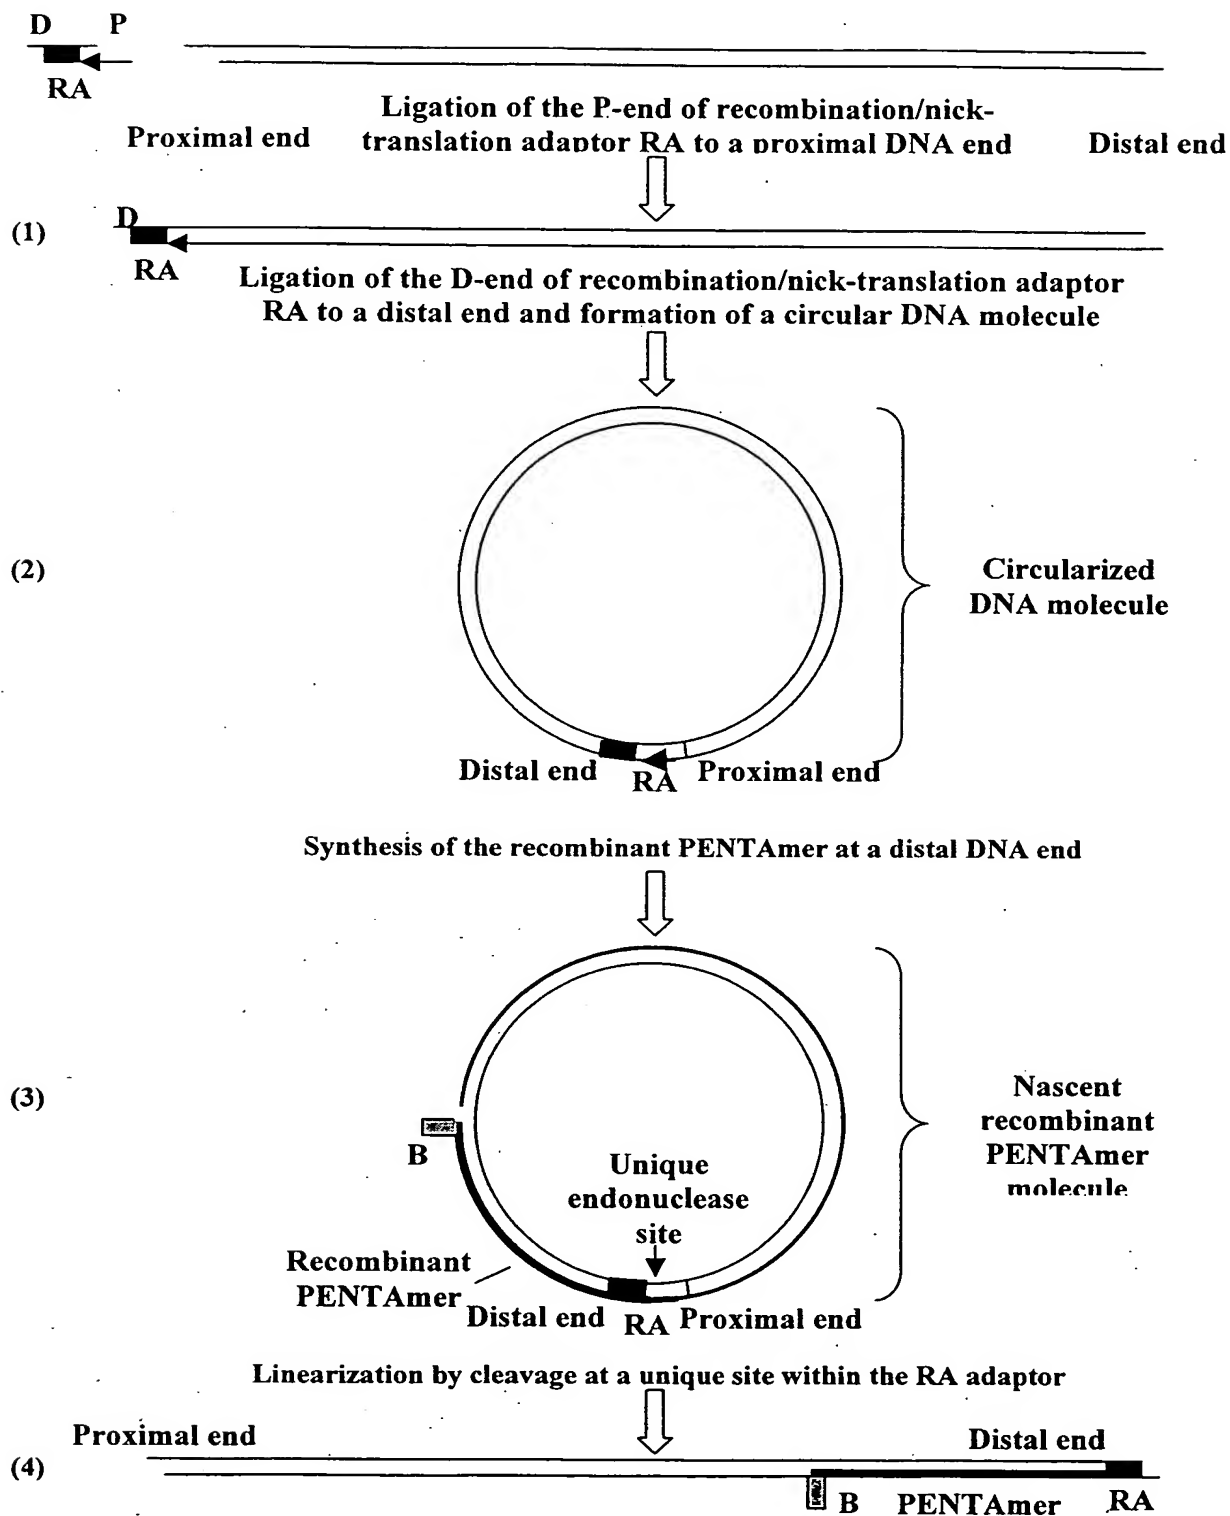 D P
RA
Ligation of the P-end of recombination/nick-
Proximal end translation adaptor RA to a proximal DNA end Distal end
(1) D
RA
Ligation of the D-end of recombination/nick-translation adaptor
RA to a distal end and formation of a circular DNA molecule
(2)
Circularized
DNA molecule
Distal end RA Proximal end
Synthesis of the recombinant PENTAmer at a distal DNA end
(3)
B
Unique
endonuclease
site
Nascent
recombinant
PENTAmer
molecule
Recombinant
PENTAmer
Distal end RA Proximal end
Linearization by cleavage at a unique site within the RA adaptor
Proximal end Distal end
(4)
B PENTAmer RA